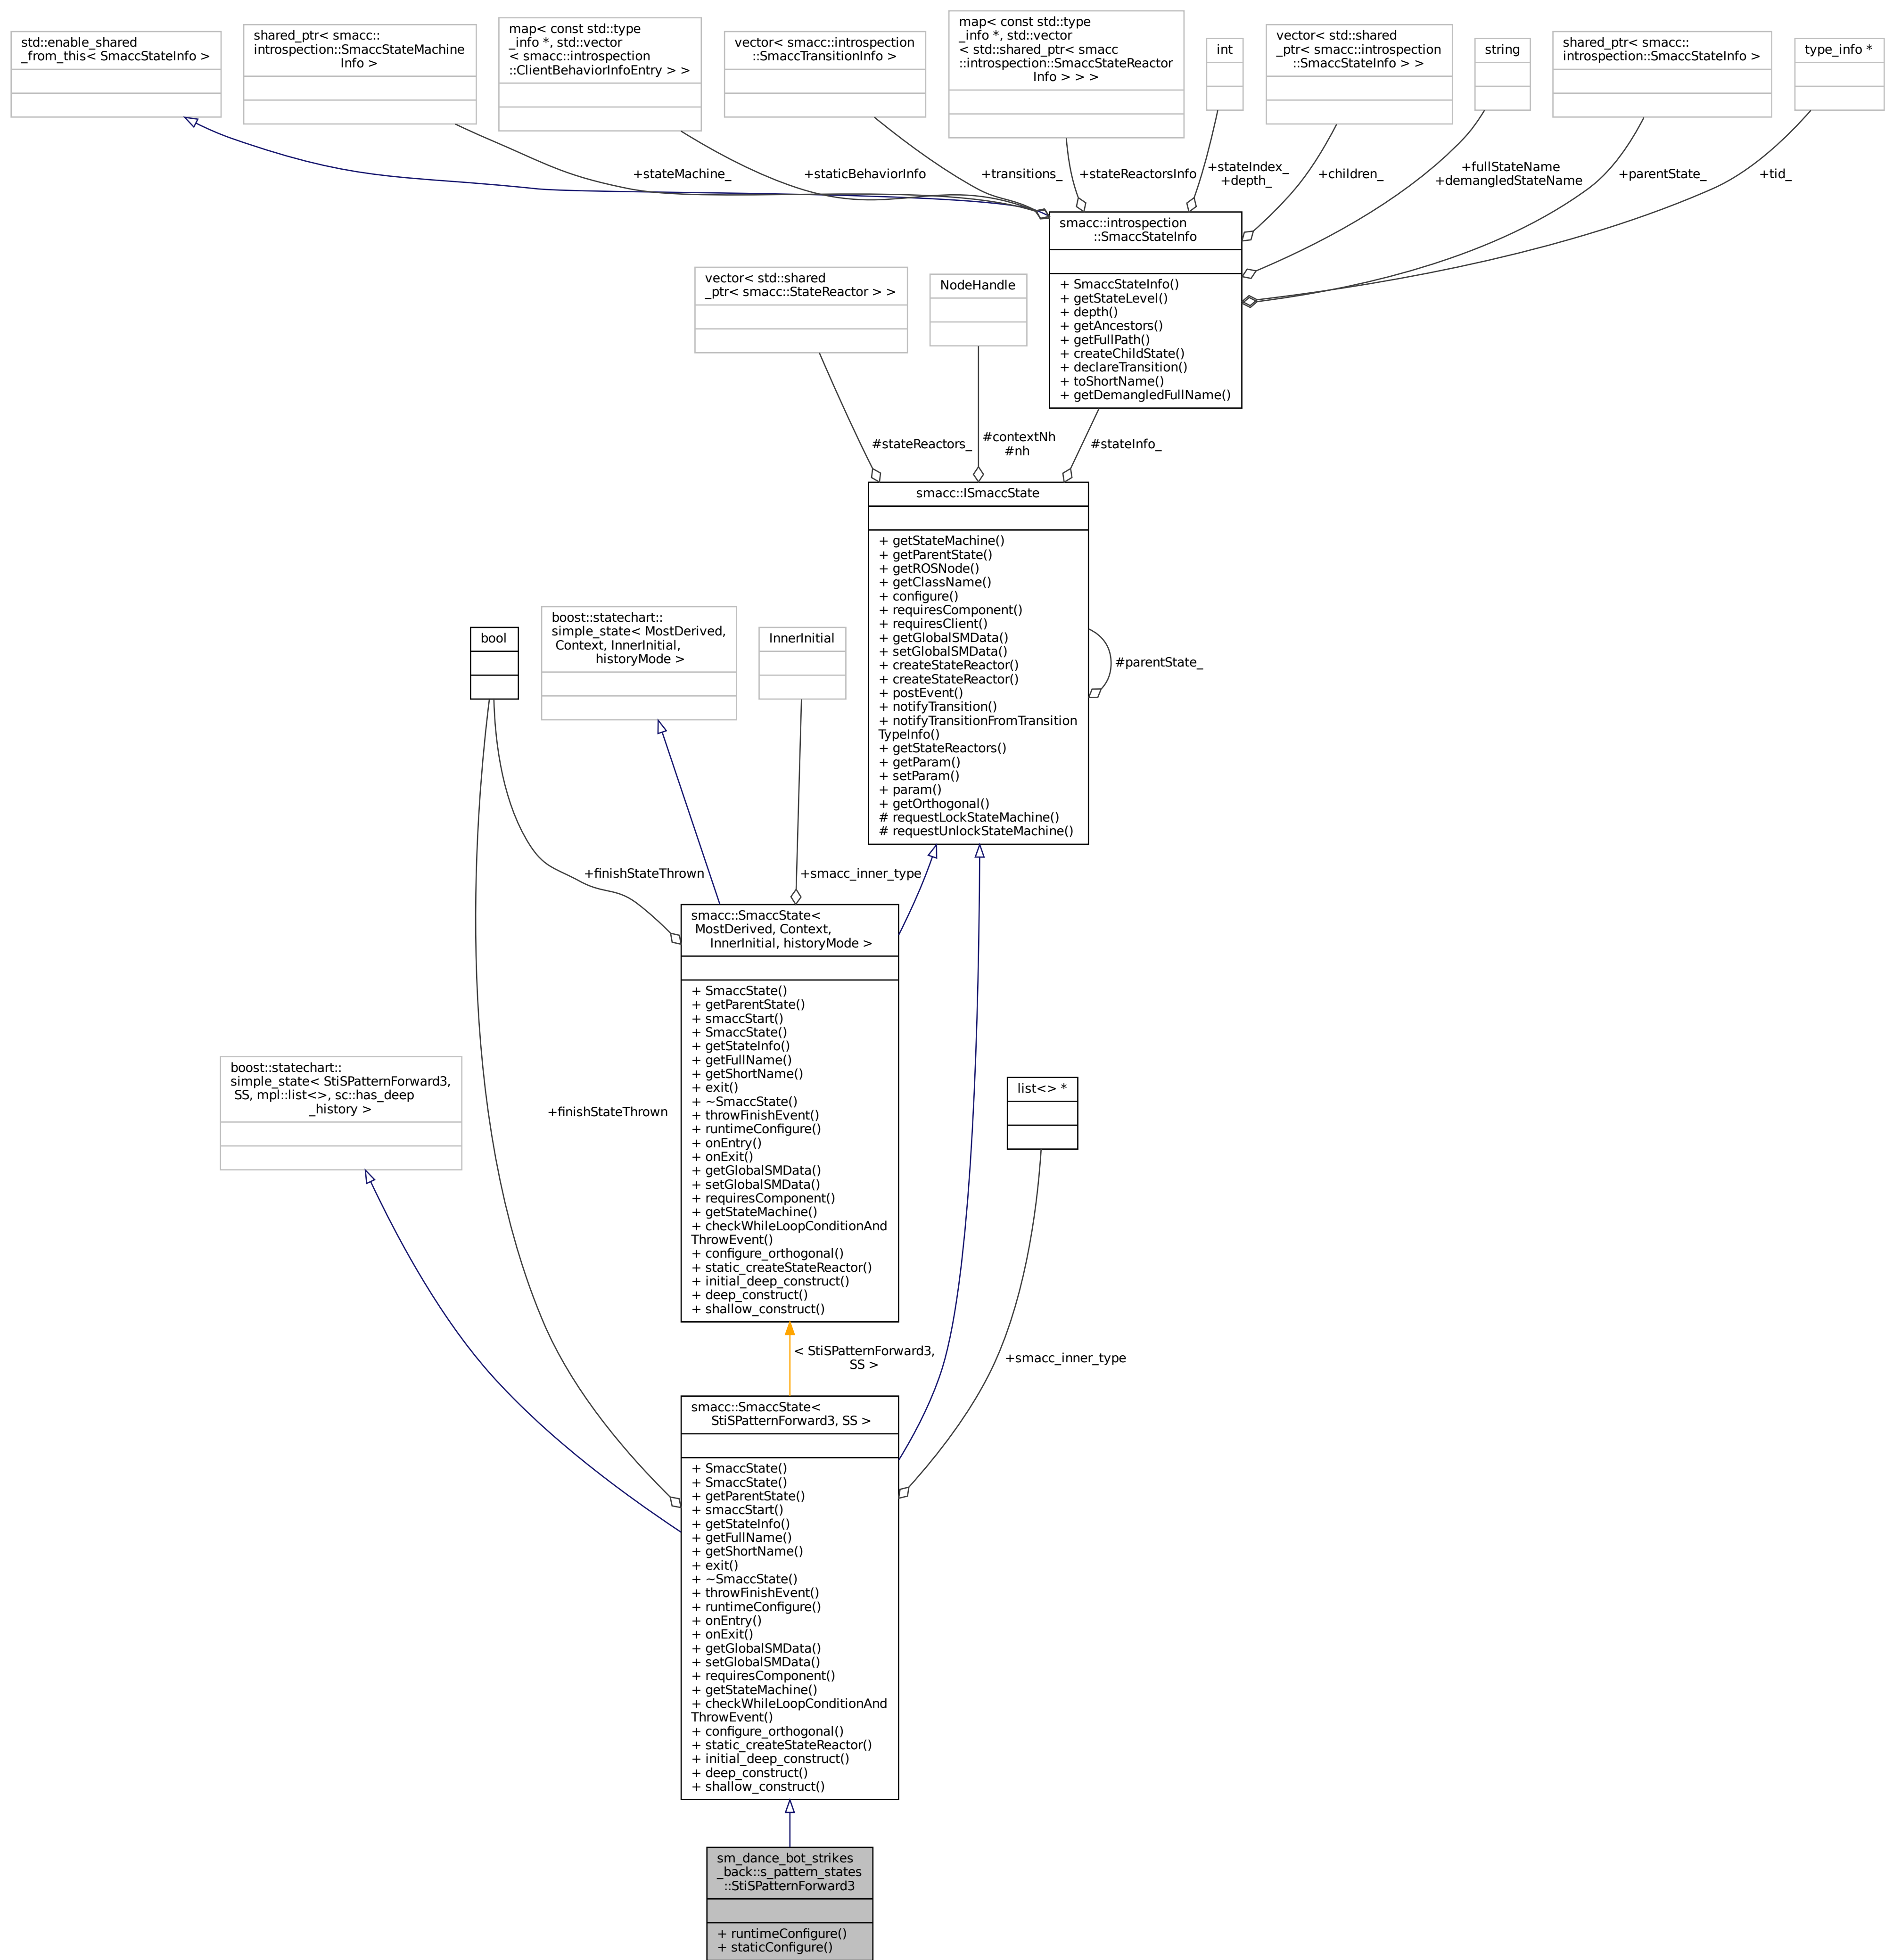 std::enable_shared
_from_this< SmaccStateInfo >
shared_ptr< smacc::
introspection::SmaccStateMachine
Info >
map< const std::type
_info *, std::vector
< smacc::introspection
::ClientBehaviorInfoEntry > >
vector< smacc::introspection
::SmaccTransitionInfo >
map< const std::type
_info *, std::vector
< std::shared_ptr< smacc
::introspection::SmaccStateReactor
Info > > >
int
vector< std::shared
_ptr< smacc::introspection
::SmaccStateInfo > >
string
shared_ptr< smacc::
introspection::SmaccStateInfo >
type_info *
+stateMachine_
+staticBehaviorInfo
+transitions_
+stateReactorsInfo
+stateIndex_
+depth_
+children_
+fullStateName
+demangledStateName
+parentState_
+tid_
smacc::introspection
::SmaccStateInfo
+ SmaccStateInfo()
+ getStateLevel()
+ depth()
+ getAncestors()
+ getFullPath()
+ createChildState()
+ declareTransition()
+ toShortName()
+ getDemangledFullName()
vector< std::shared
_ptr< smacc::StateReactor > >
NodeHandle
#stateReactors_
#contextNh
#nh
#stateInfo_
smacc::ISmaccState
+ getStateMachine()
+ getParentState()
+ getROSNode()
+ getClassName()
+ configure()
+ requiresComponent()
+ requiresClient()
+ getGlobalSMData()
+ setGlobalSMData()
+ createStateReactor()
+ createStateReactor()
+ postEvent()
+ notifyTransition()
+ notifyTransitionFromTransition
TypeInfo()
+ getStateReactors()
+ getParam()
+ setParam()
+ param()
+ getOrthogonal()
# requestLockStateMachine()
# requestUnlockStateMachine()
#parentState_
bool
boost::statechart::
simple_state< MostDerived,
Context, InnerInitial,
historyMode >
InnerInitial
+finishStateThrown
+smacc_inner_type
smacc::SmaccState<
MostDerived, Context,
InnerInitial, historyMode >
+ SmaccState()
+ getParentState()
+ smaccStart()
+ SmaccState()
+ getStateInfo()
+ getFullName()
+ getShortName()
+ exit()
+ ~SmaccState()
+ throwFinishEvent()
+ runtimeConfigure()
+ onEntry()
+ onExit()
+ getGlobalSMData()
+ setGlobalSMData()
+ requiresComponent()
+ getStateMachine()
+ checkWhileLoopConditionAnd
ThrowEvent()
+ configure_orthogonal()
+ static_createStateReactor()
+ initial_deep_construct()
+ deep_construct()
+ shallow_construct()
boost::statechart::
simple_state< StiSPatternForward3,
SS, mpl::list<>, sc::has_deep
_history >
+finishStateThrown
list<> *
< StiSPatternForward3,
SS >
+smacc_inner_type
smacc::SmaccState<
StiSPatternForward3, SS >
+ SmaccState()
+ SmaccState()
+ getParentState()
+ smaccStart()
+ getStateInfo()
+ getFullName()
+ getShortName()
+ exit()
+ ~SmaccState()
+ throwFinishEvent()
+ runtimeConfigure()
+ onEntry()
+ onExit()
+ getGlobalSMData()
+ setGlobalSMData()
+ requiresComponent()
+ getStateMachine()
+ checkWhileLoopConditionAnd
ThrowEvent()
+ configure_orthogonal()
+ static_createStateReactor()
+ initial_deep_construct()
+ deep_construct()
+ shallow_construct()
sm_dance_bot_strikes
_back::s_pattern_states
::StiSPatternForward3
+ runtimeConfigure()
+ staticConfigure()